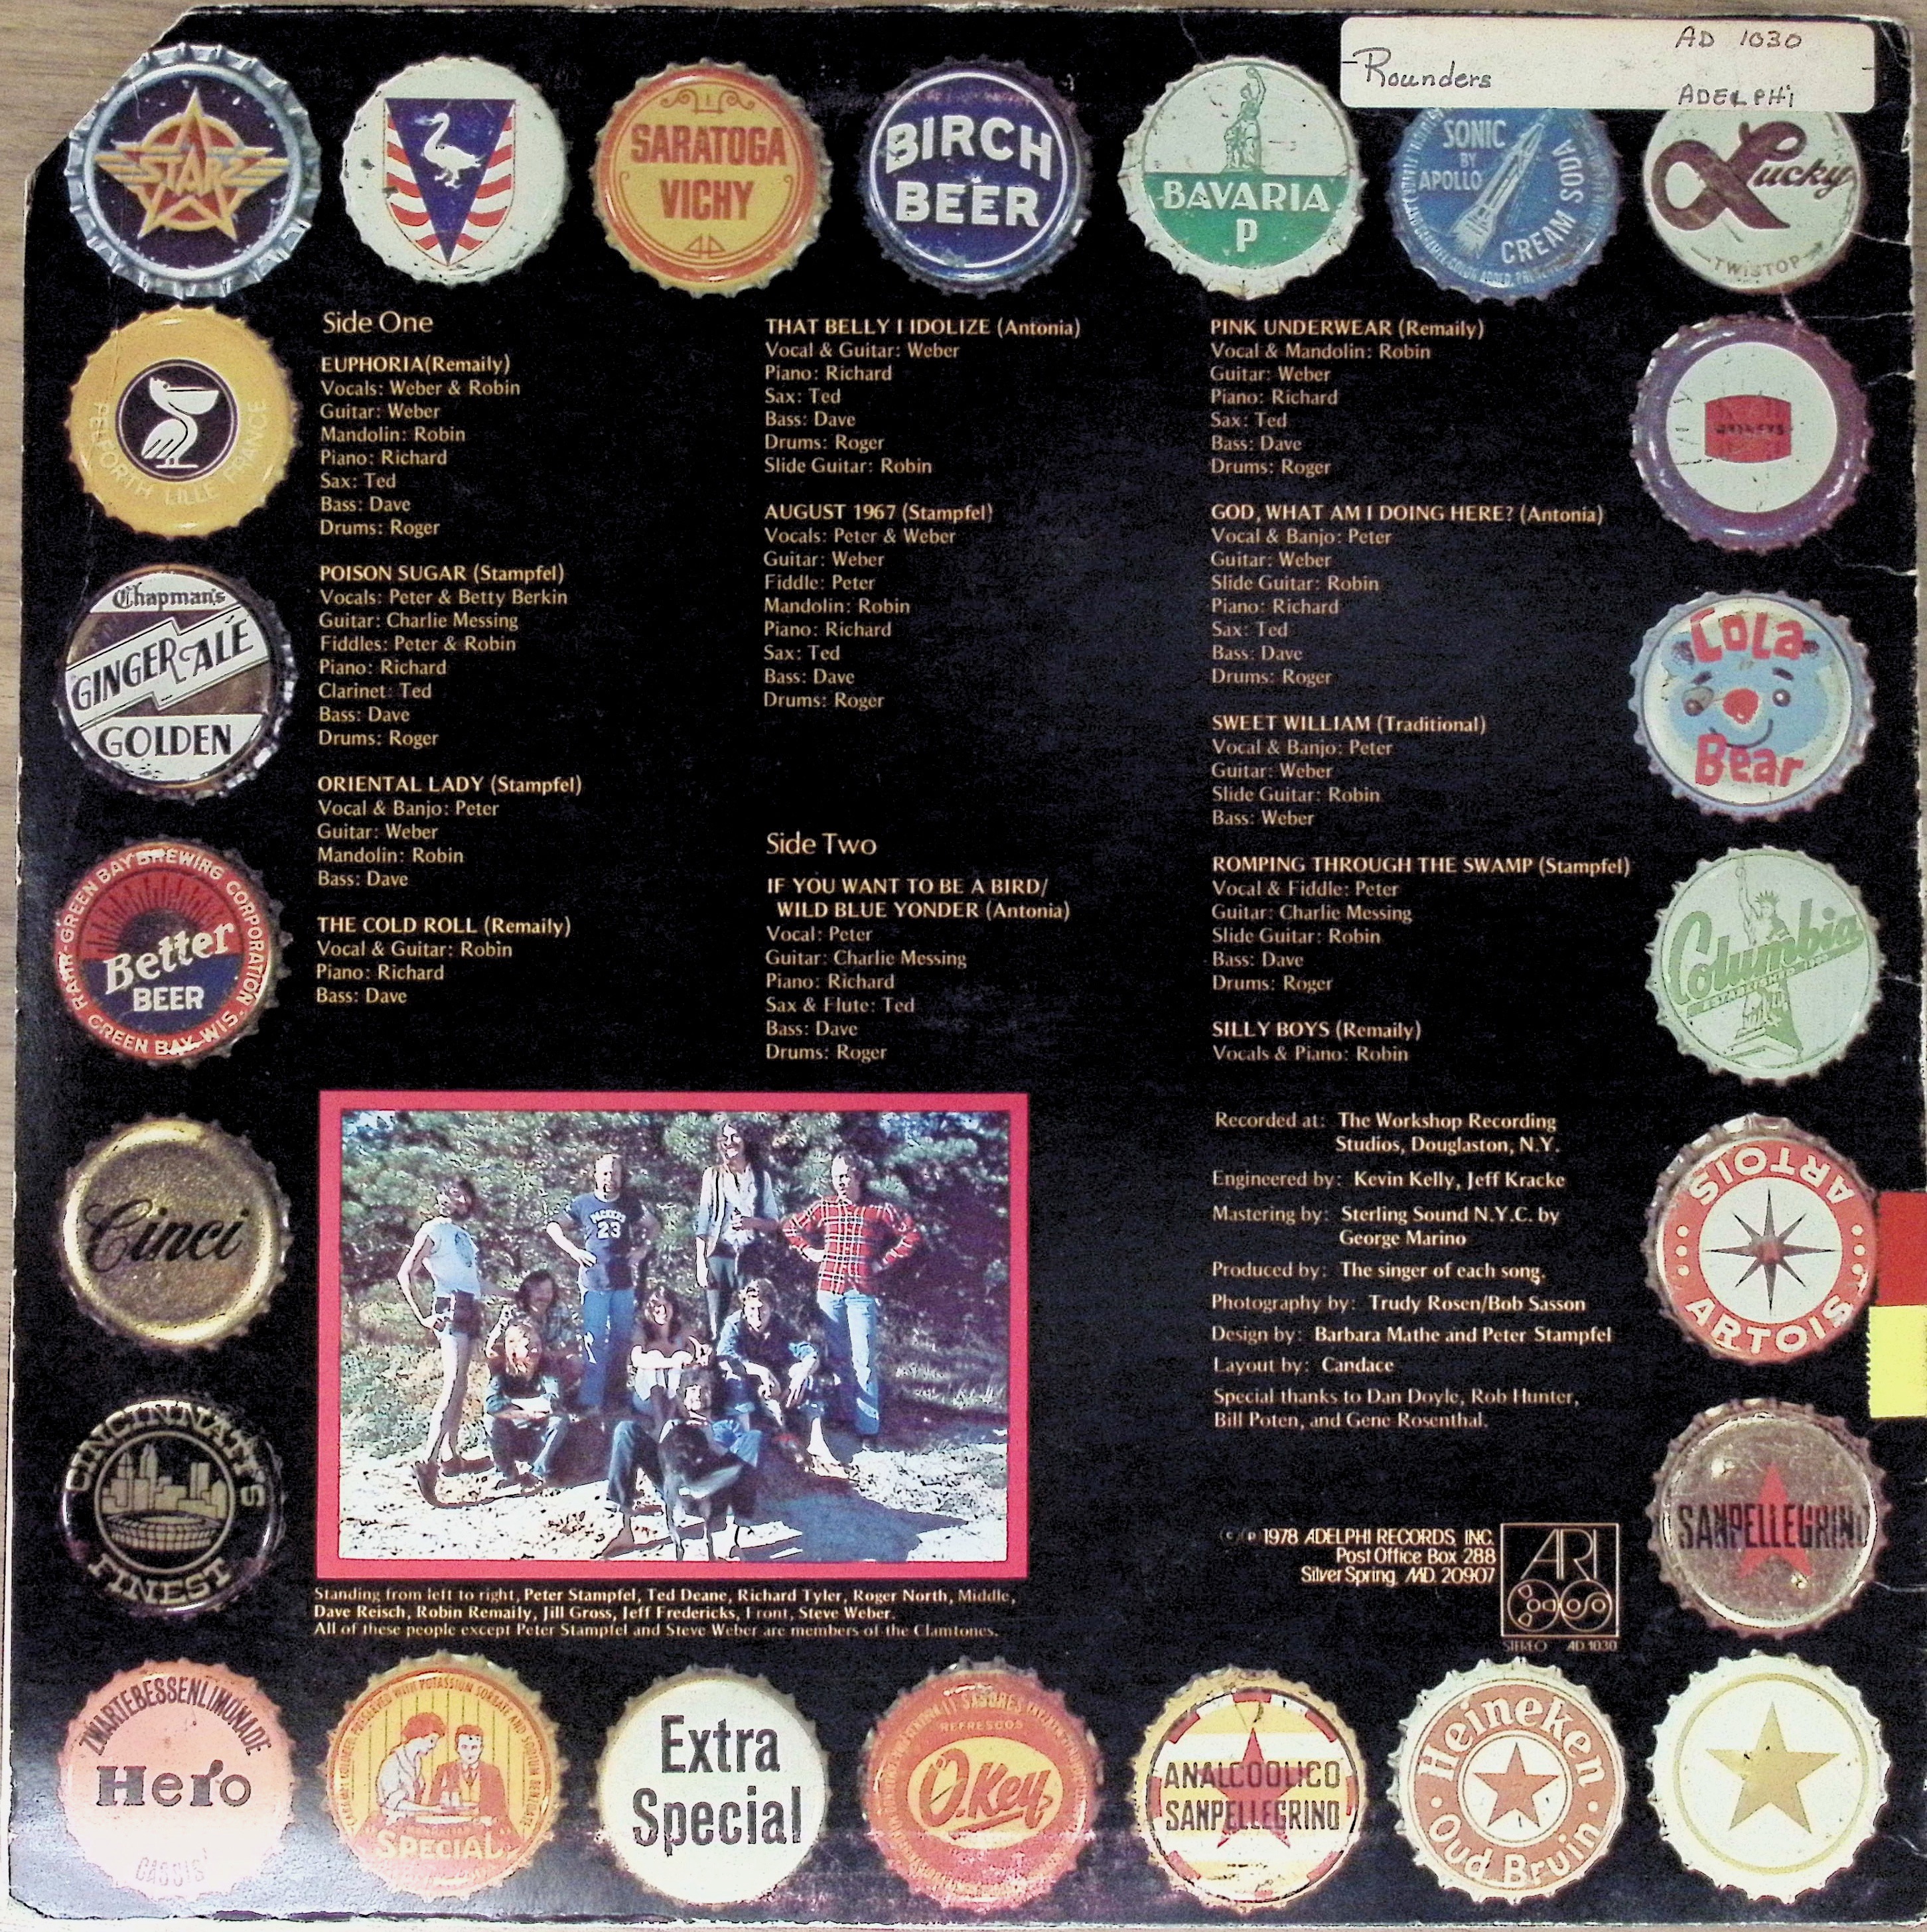 AD 1030
Rounders
ADELPHI
STARZ
SARATOGA
VICHY
BIRCH
BEER
BAVARIA
P
SONIC
BY
APOLLO
CREAM SODA
Lucky
TWISTOP
PELFORTH LILLE FRANCE
Chapman's
GINGER ALE
GOLDEN
RAHR-GREEN BAY BREWING CORPORATION
Better
BEER
GREEN BAY, WIS.
Cinci
CINCINNATI'S
FINEST
Side One
EUPHORIA(Remaily)
Vocals: Weber & Robin
Guitar: Weber
Mandolin: Robin
Piano: Richard
Sax: Ted
Bass: Dave
Drums: Roger
POISON SUGAR (Stampfel)
Vocals: Peter & Betty Berkin
Guitar: Charlie Messing
Fiddles: Peter & Robin
Piano: Richard
Clarinet: Ted
Bass: Dave
Drums: Roger
ORIENTAL LADY (Stampfel)
Vocal & Banjo: Peter
Guitar: Weber
Mandolin: Robin
Bass: Dave
THE COLD ROLL (Remaily)
Vocal & Guitar: Robin
Piano: Richard
Bass: Dave
THAT BELLY I IDOLIZE (Antonia)
Vocal & Guitar: Weber
Piano: Richard
Sax: Ted
Bass: Dave
Drums: Roger
Slide Guitar: Robin
AUGUST 1967 (Stampfel)
Vocals: Peter & Weber
Guitar: Weber
Fiddle: Peter
Mandolin: Robin
Piano: Richard
Sax: Ted
Bass: Dave
Drums: Roger
Side Two
IF YOU WANT TO BE A BIRD/
WILD BLUE YONDER (Antonia)
Vocal: Peter
Guitar: Charlie Messing
Piano: Richard
Sax & Flute: Ted
Bass: Dave
Drums: Roger
PINK UNDERWEAR (Remaily)
Vocal & Mandolin: Robin
Guitar: Weber
Piano: Richard
Sax: Ted
Bass: Dave
Drums: Roger
GOD, WHAT AM I DOING HERE? (Antonia)
Vocal & Banjo: Peter
Guitar: Weber
Slide Guitar: Robin
Piano: Richard
Sax: Ted
Bass: Dave
Drums: Roger
SWEET WILLIAM (Traditional)
Vocal & Banjo: Peter
Guitar: Weber
Slide Guitar: Robin
Bass: Weber
ROMPING THROUGH THE SWAMP (Stampfel)
Vocal & Fiddle: Peter
Guitar: Charlie Messing
Slide Guitar: Robin
Bass: Dave
Drums: Roger
SILLY BOYS (Remaily)
Vocals & Piano: Robin
Recorded at: The Workshop Recording
Studios, Douglaston, N.Y.
Engineered by: Kevin Kelly, Jeff Kracke
Mastering by: Sterling Sound N.Y.C. by
George Marino
Produced by: The singer of each song.
Photography by: Trudy Rosen/Bob Sasson
Design by: Barbara Mathe and Peter Stampfel
Layout by: Candace
Special thanks to Dan Doyle, Rob Hunter,
Bill Poten, and Gene Rosenthal.
PACKERS
23
Standing from left to right, Peter Stampfel, Ted Deane, Richard Tyler, Roger North, Middle,
Dave Reisch, Robin Remaily, Jill Gross, Jeff Fredericks, Front, Steve Weber.
All of these people except Peter Stampfel and Steve Weber are members of the Clamtones.
© ℗ 1978 ADELPHI RECORDS, INC.
Post Office Box 288
Silver Spring, MD. 20907
ARI
STEREO AD 1030
Cola
Bear
Columbia
ESTABLISHED
ARTOIS
ARTOIS
SANPELLEGRINO
ZWARTEBESSENLIMONADE
Hero
CASSIS
SPECIAL
Extra
Special
REFRESCOS
O.Key
ANALCOOLICO
SANPELLEGRINO
Heineken
Oud Bruin